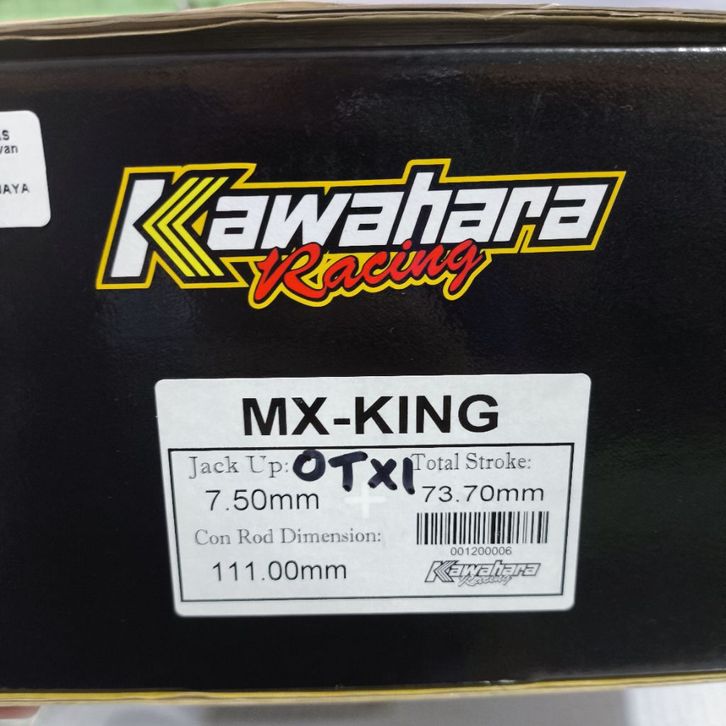 Kawahara
Racing
MX-KING
Jack Up: OTX1 Total Stroke:
7.50mm + 73.70mm
Con Rod Dimension:
111.00mm
001200006
Kawahara
Racing